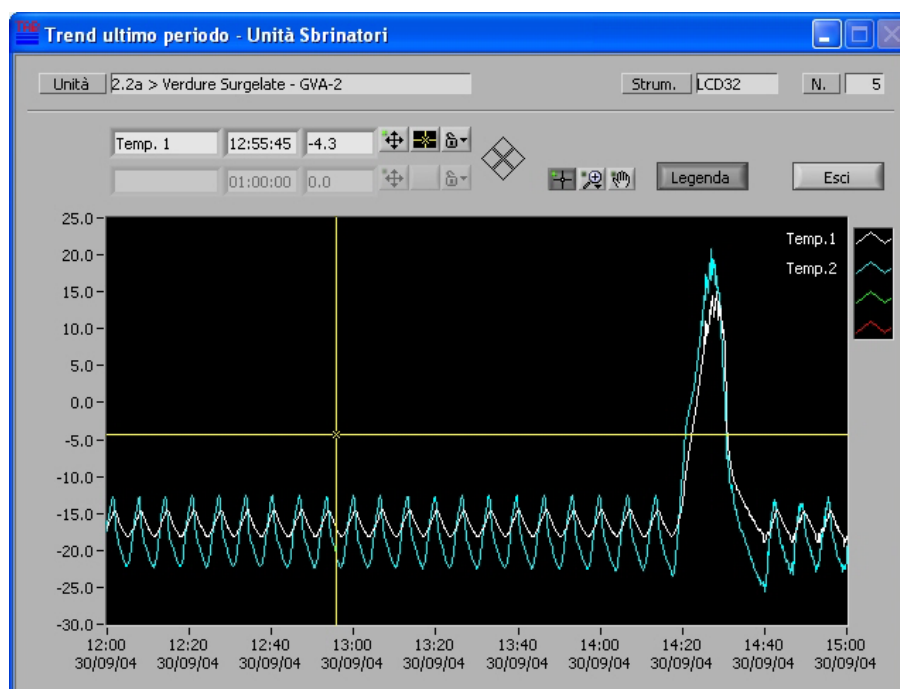 Trend ultimo periodo - Unità Sbrinatori
Unità 2.2a > Verdure Surgelate - GVA-2 Strum. LCD32 N. 5
Temp. 1 12:55:45 -4.3
01:00:00 0.0 Legenda Esci
25.0
20.0
15.0
10.0
5.0
0.0
-5.0
-10.0
-15.0
-20.0
-25.0
-30.0
Temp.1
Temp.2
12:00 12:20 12:40 13:00 13:20 13:40 14:00 14:20 14:40 15:00
30/09/04 30/09/04 30/09/04 30/09/04 30/09/04 30/09/04 30/09/04 30/09/04 30/09/04 30/09/04